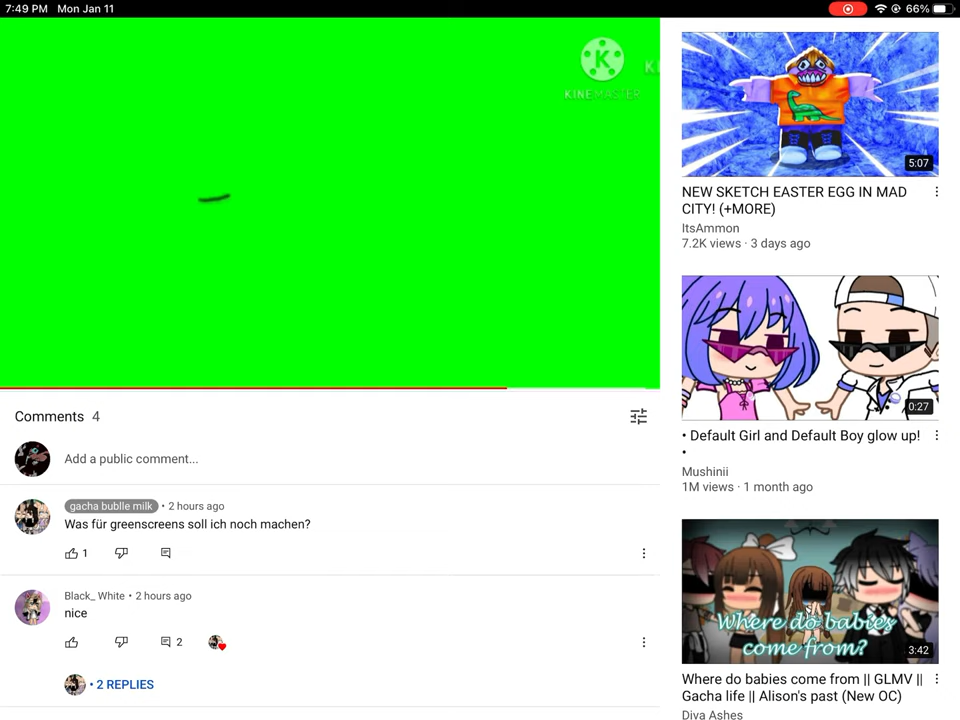 7:49 PM Mon Jan 11
66%
KINEMASTER
K
5:07
NEW SKETCH EASTER EGG IN MAD
CITY! (+MORE)
ItsAmmon
7.2K views · 3 days ago
0:27
• Default Girl and Default Boy glow up!
•
Mushinii
1M views · 1 month ago
Where do babies
come from?
3:42
Where do babies come from || GLMV ||
Gacha life || Alison's past (New OC)
Diva Ashes
Comments 4
Add a public comment...
gacha bublle milk • 2 hours ago
Was für greenscreens soll ich noch machen?
1
Black_ White • 2 hours ago
nice
2
• 2 REPLIES